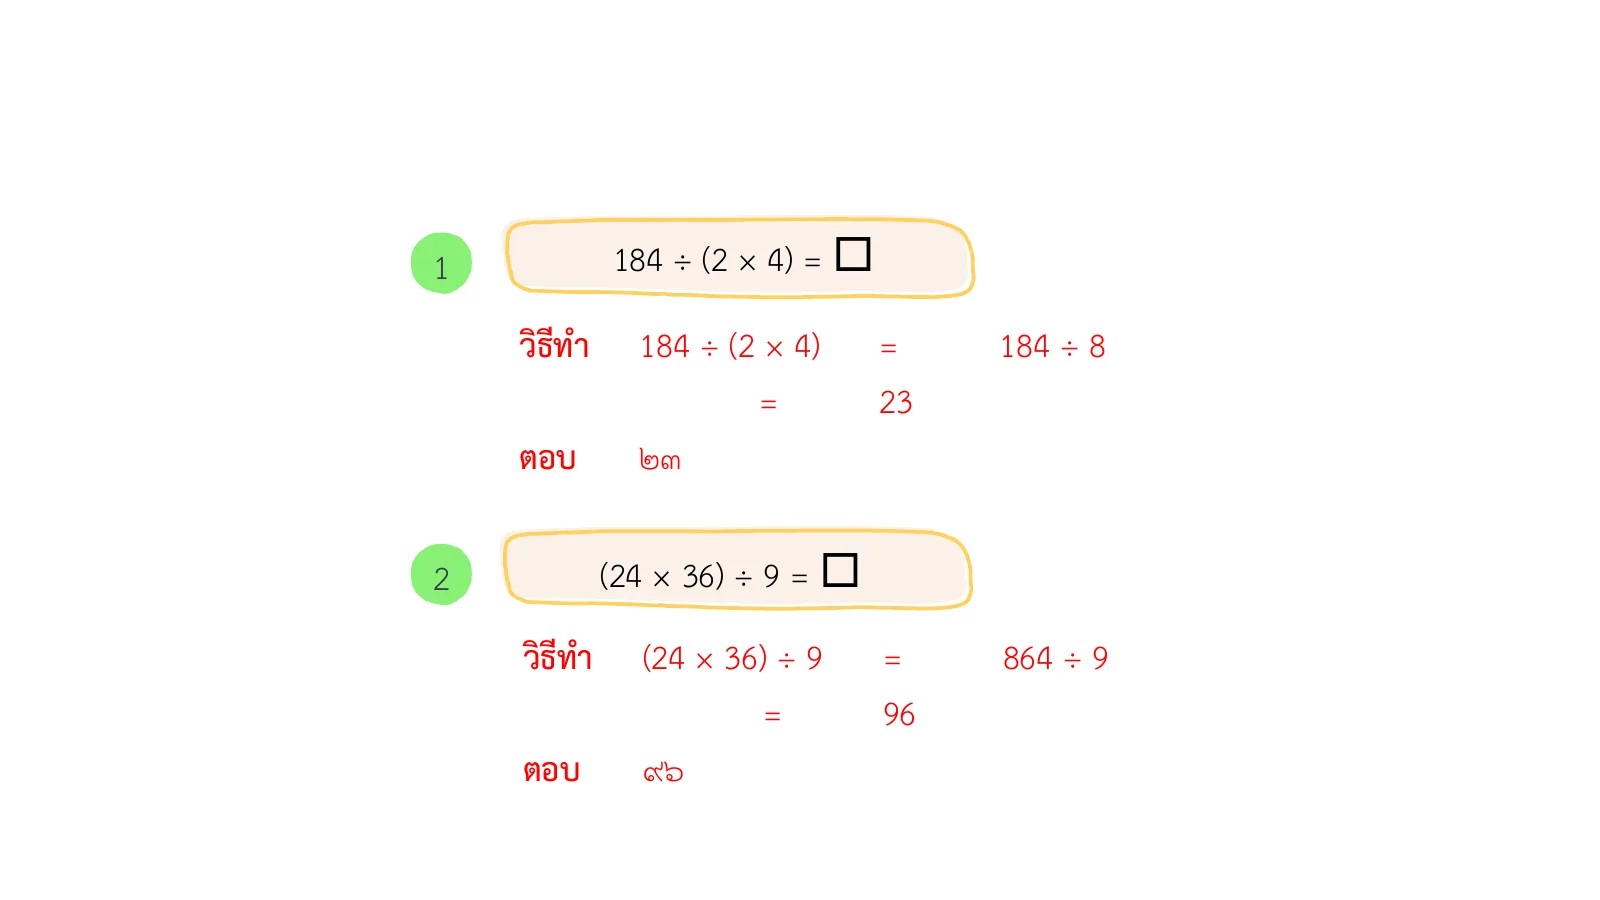 1
184 ÷ (2 × 4) = □
วิธีทำ 184 ÷ (2 × 4) = 184 ÷ 8
= 23
ตอบ ๒๓
2
(24 × 36) ÷ 9 = □
วิธีทำ (24 × 36) ÷ 9 = 864 ÷ 9
= 96
ตอบ ๙๖